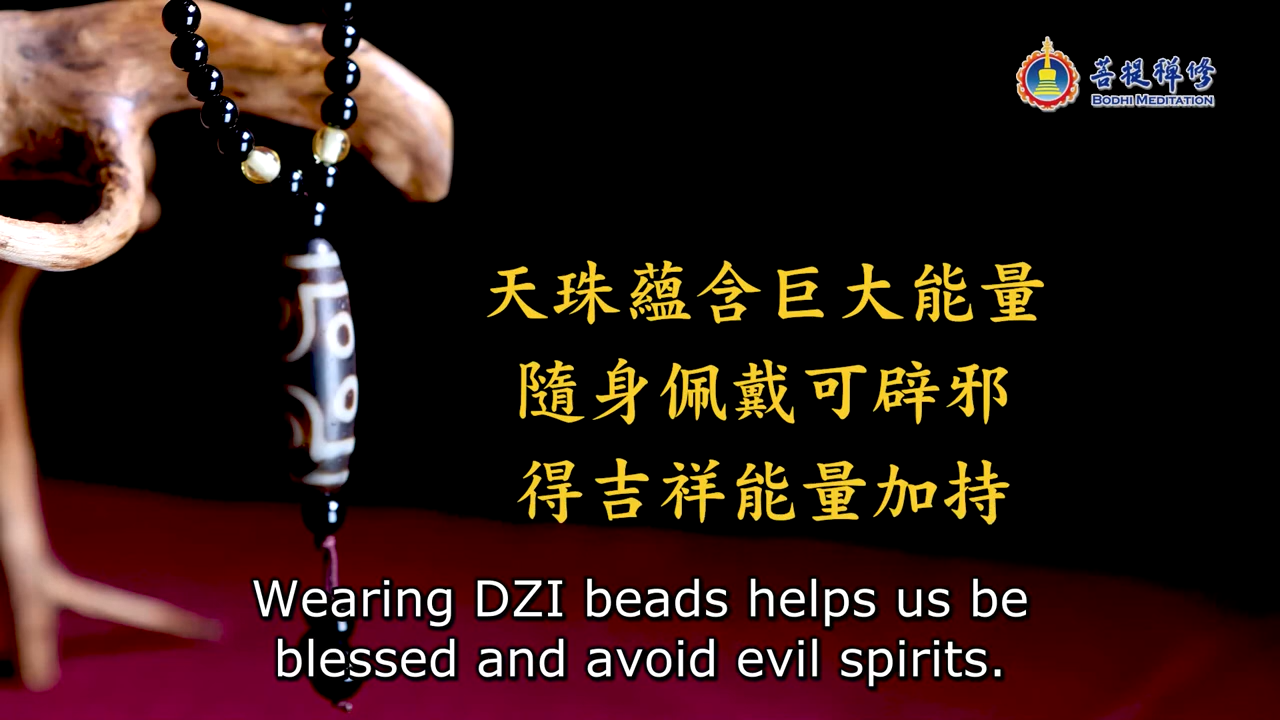 菩提禪修
BODHI MEDITATION
天珠蘊含巨大能量
隨身佩戴可辟邪
得吉祥能量加持
Wearing DZI beads helps us be
blessed and avoid evil spirits.